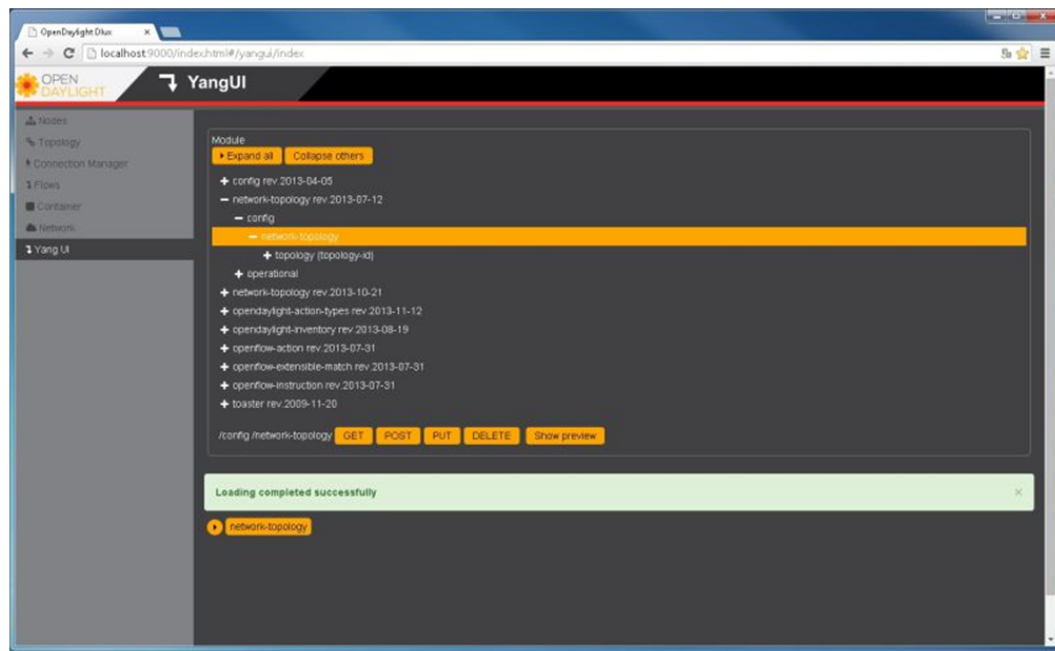 OpenDaylight Dlux
localhost:9000/index.html#/yangui/index
OPEN
DAYLIGHT
YangUI
Nodes
Topology
Connection Manager
Flows
Container
Network
Yang UI
Module
Expand all Collapse others
config rev.2013-04-05
network-topology rev.2013-07-12
config
network-topology
topology (topology-id)
operational
network-topology rev.2013-10-21
opendaylight-action-types rev.2013-11-12
opendaylight-inventory rev.2013-08-19
openflow-action rev.2013-07-31
openflow-extensible-match rev.2013-07-31
openflow-instruction rev.2013-07-31
toaster rev.2009-11-20
/config /network-topology GET POST PUT DELETE Show preview
Loading completed successfully
network-topology